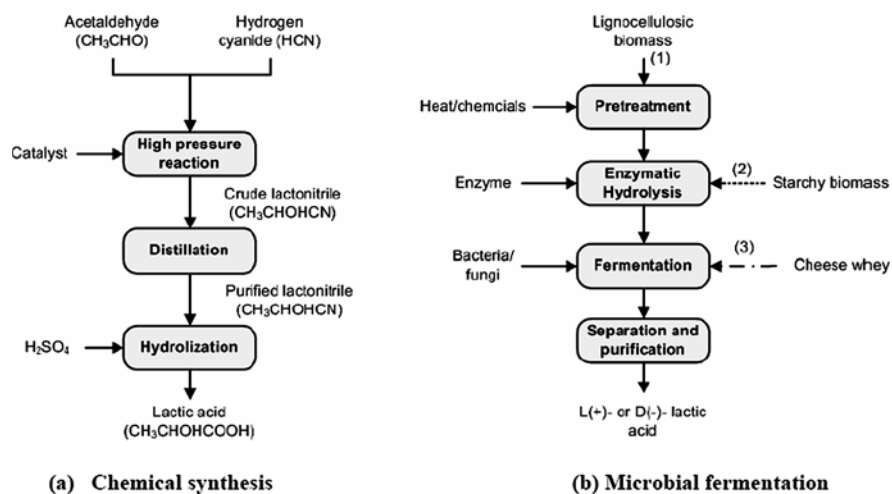 Acetaldehyde
(CH₃CHO)
Hydrogen
cyanide (HCN)
Catalyst
High pressure
reaction
Crude lactonitrile
(CH₃CHOHCN)
Distillation
Purified lactonitrile
(CH₃CHOHCN)
H₂SO₄
Hydrolization
Lactic acid
(CH₃CHOHCOOH)
(a) Chemical synthesis
Lignocellulosic
biomass
(1)
Heat/chemcials
Pretreatment
Enzyme
Enzymatic
Hydrolysis
(2)
Starchy biomass
Bacteria/
fungi
Fermentation
(3)
Cheese whey
Separation and
purification
L(+)- or D(-)- lactic
acid
(b) Microbial fermentation